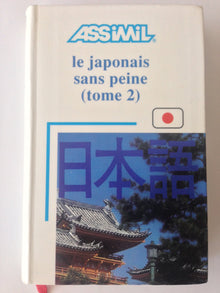 ASSiMiL
le japonais
sans peine
(tome 2)
日本語